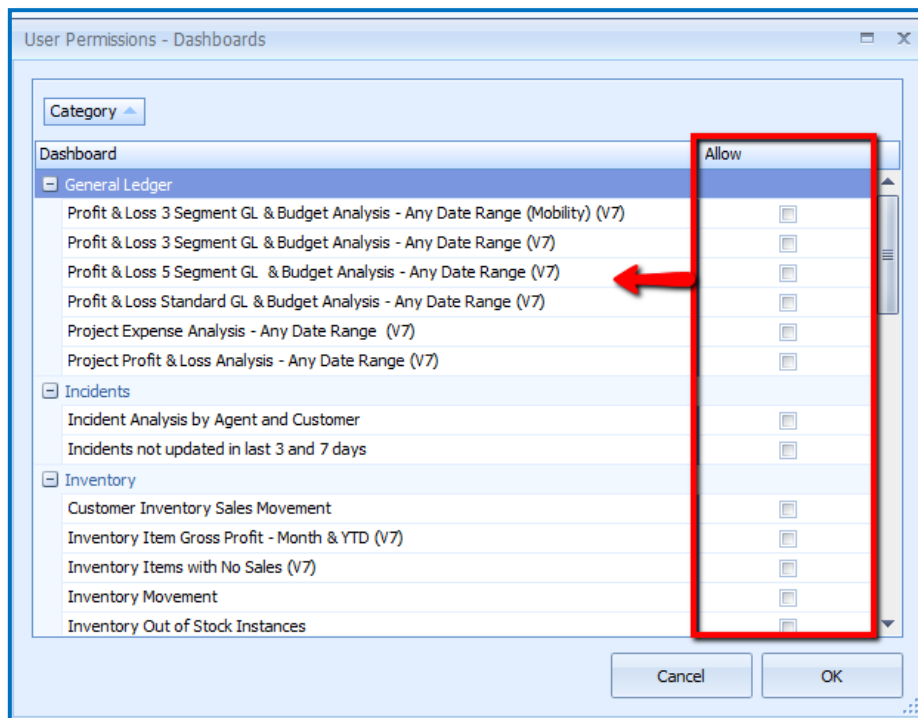 User Permissions - Dashboards
Category
Dashboard Allow
General Ledger
Profit & Loss 3 Segment GL & Budget Analysis - Any Date Range (Mobility) (V7)
Profit & Loss 3 Segment GL & Budget Analysis - Any Date Range (V7)
Profit & Loss 5 Segment GL & Budget Analysis - Any Date Range (V7)
Profit & Loss Standard GL & Budget Analysis - Any Date Range (V7)
Project Expense Analysis - Any Date Range (V7)
Project Profit & Loss Analysis - Any Date Range (V7)
Incidents
Incident Analysis by Agent and Customer
Incidents not updated in last 3 and 7 days
Inventory
Customer Inventory Sales Movement
Inventory Item Gross Profit - Month & YTD (V7)
Inventory Items with No Sales (V7)
Inventory Movement
Inventory Out of Stock Instances
Cancel OK